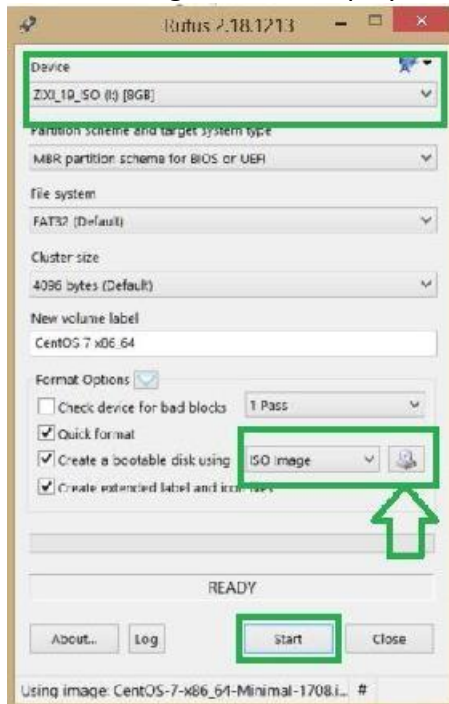 Rufus 2.18.1213
Device
ZIXI_19_ISO (I:) [8GB]
Partition scheme and target system type
MBR partition scheme for BIOS or UEFI
File system
FAT32 (Default)
Cluster size
4096 bytes (Default)
New volume label
CentOS 7 x86_64
Format Options
Check device for bad blocks 1 Pass
Quick format
Create a bootable disk using ISO Image
Create extended label and icon files
READY
About... Log Start Close
Using image: CentOS-7-x86_64-Minimal-1708.i... #